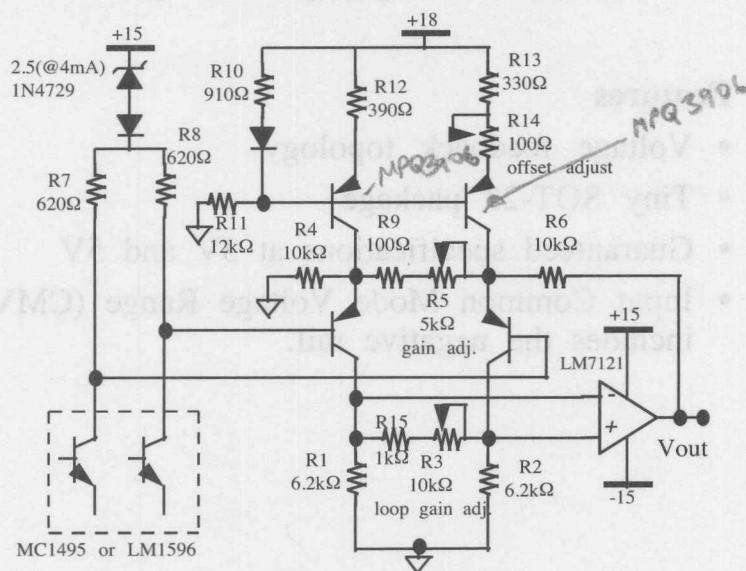 +15
+18
2.5(@4mA)
1N4729
R10
910Ω
R12
390Ω
R13
330Ω
R14
100Ω
offset adjust
MPQ3906
MPQ3906
R8
620Ω
R7
620Ω
R11
12kΩ
R4
10kΩ
R9
100Ω
R6
10kΩ
R5
5kΩ
gain adj.
+15
LM7121
-
+
Vout
-15
R15
1kΩ
R3
10kΩ
loop gain adj.
R1
6.2kΩ
R2
6.2kΩ
MC1495 or LM1596
Features
• Voltage feedback topology
• Tiny SOT-23 package
• Guaranteed specifications at 5V and 5V
• Input Common Mode Voltage Range (CMV
includes the negative rail.